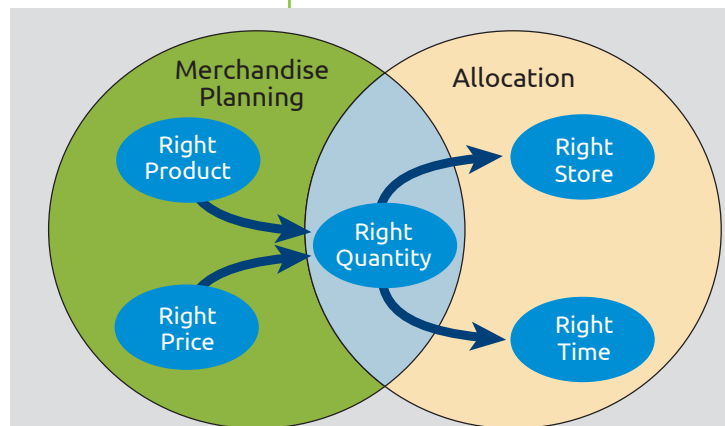 Merchandise
Planning
Allocation
Right
Product
Right
Store
Right
Quantity
Right
Price
Right
Time